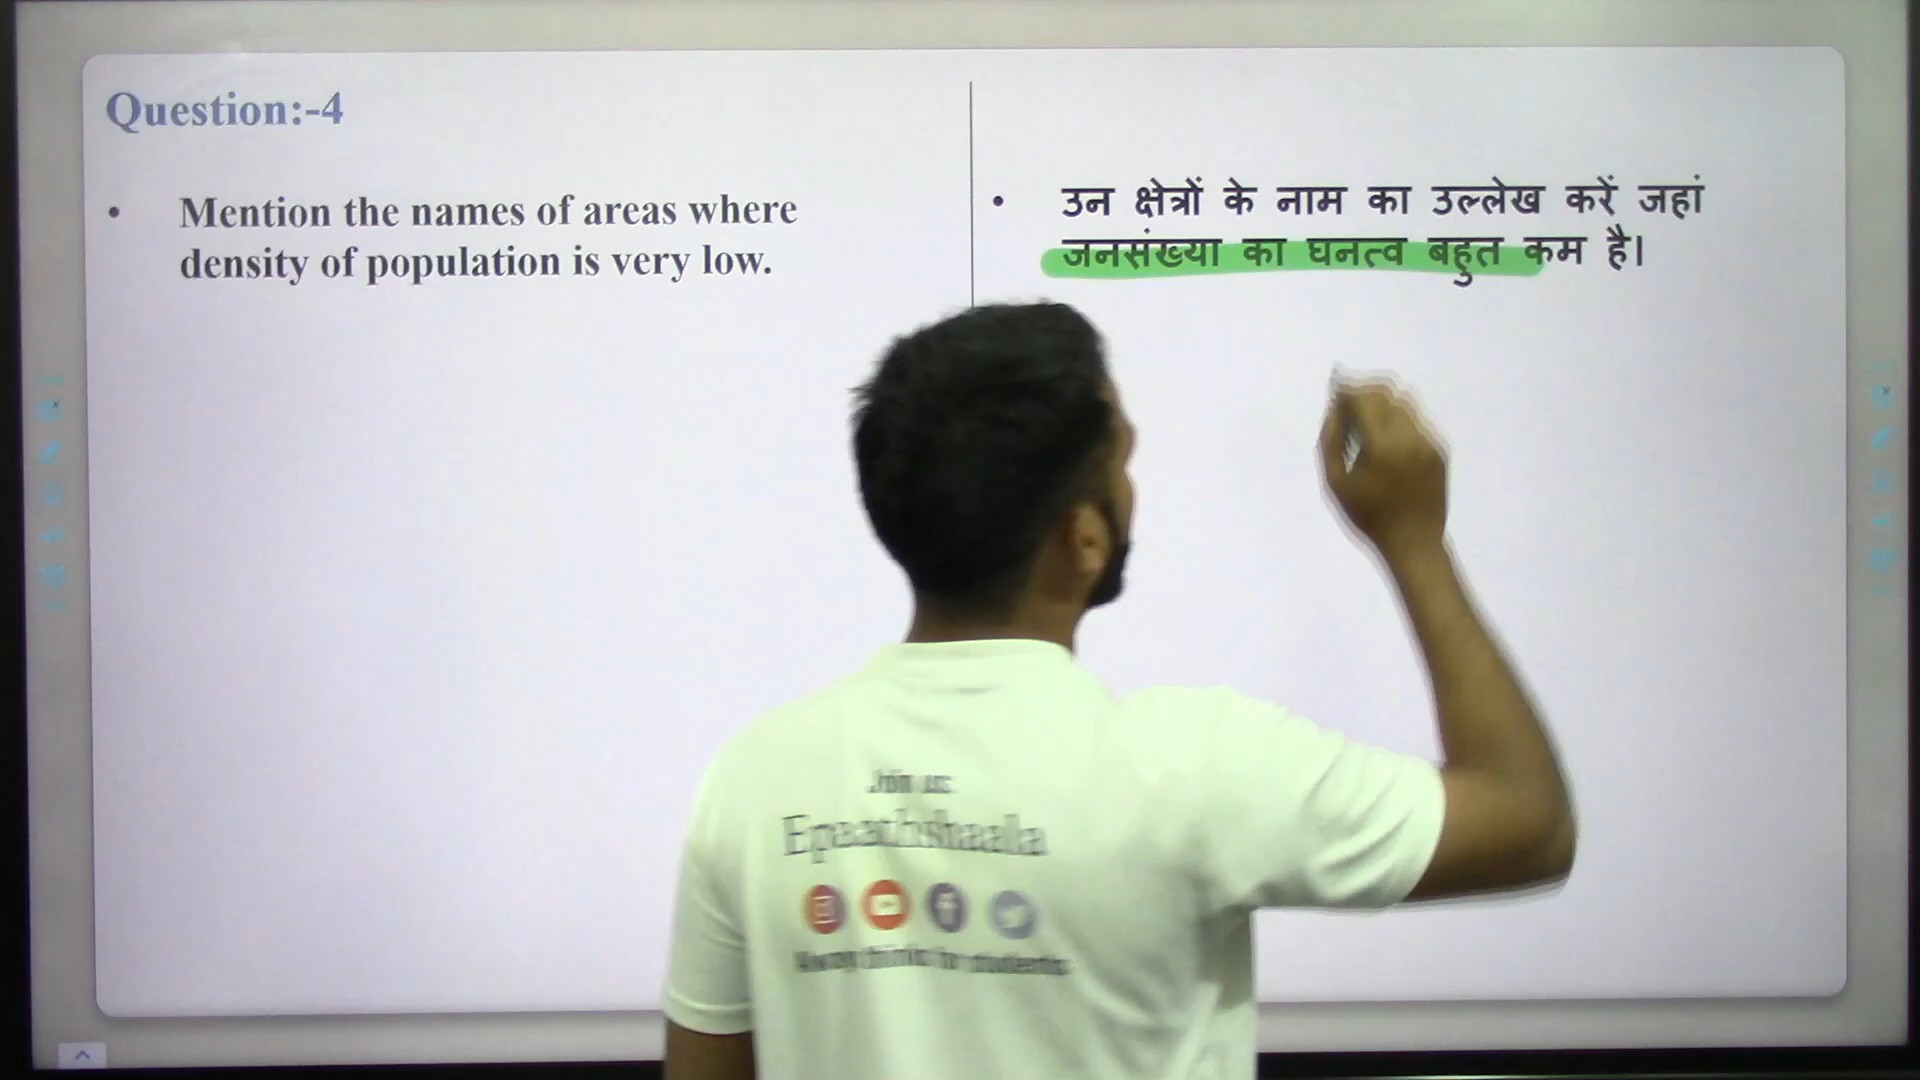 Question:-4
• Mention the names of areas where
density of population is very low.
• उन क्षेत्रों के नाम का उल्लेख करें जहां
जनसंख्या का घनत्व बहुत कम है।
Join us:
Epaathshaala